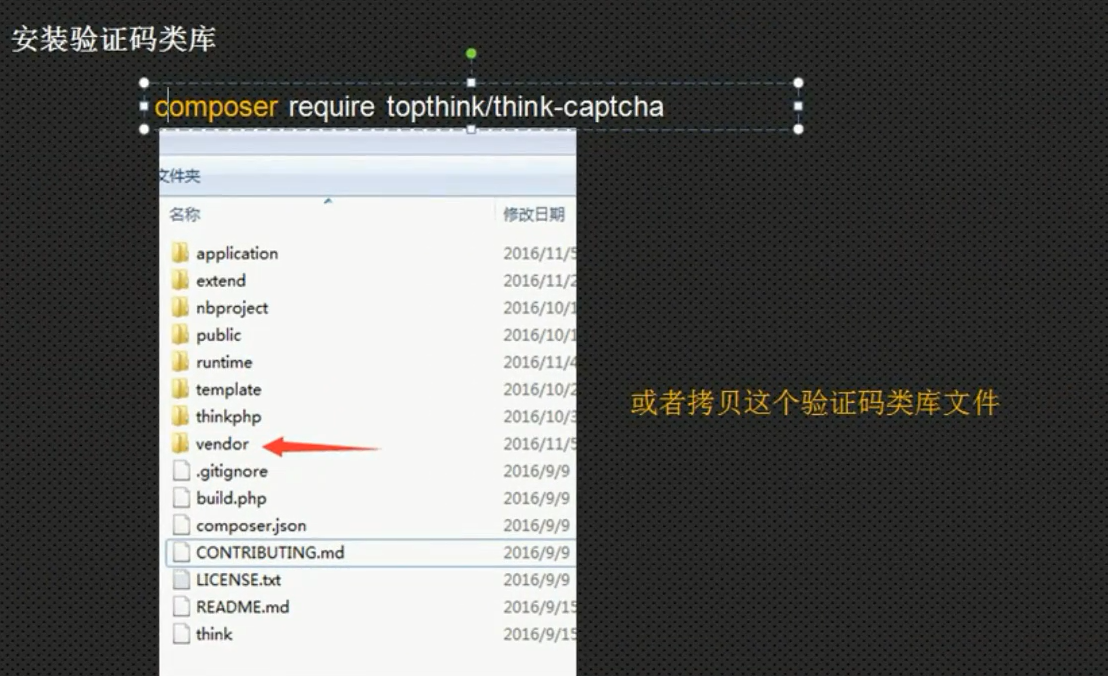 安装验证码类库
composer require topthink/think-captcha
文件夹
名称 修改日期
application 2016/11/5
extend 2016/11/2
nbproject 2016/10/1
public 2016/10/1
runtime 2016/11/4
template 2016/10/2
thinkphp 2016/10/3
vendor 2016/11/5
.gitignore 2016/9/9
build.php 2016/9/9
composer.json 2016/9/9
CONTRIBUTING.md 2016/9/9
LICENSE.txt 2016/9/9
README.md 2016/9/15
think 2016/9/15
或者拷贝这个验证码类库文件